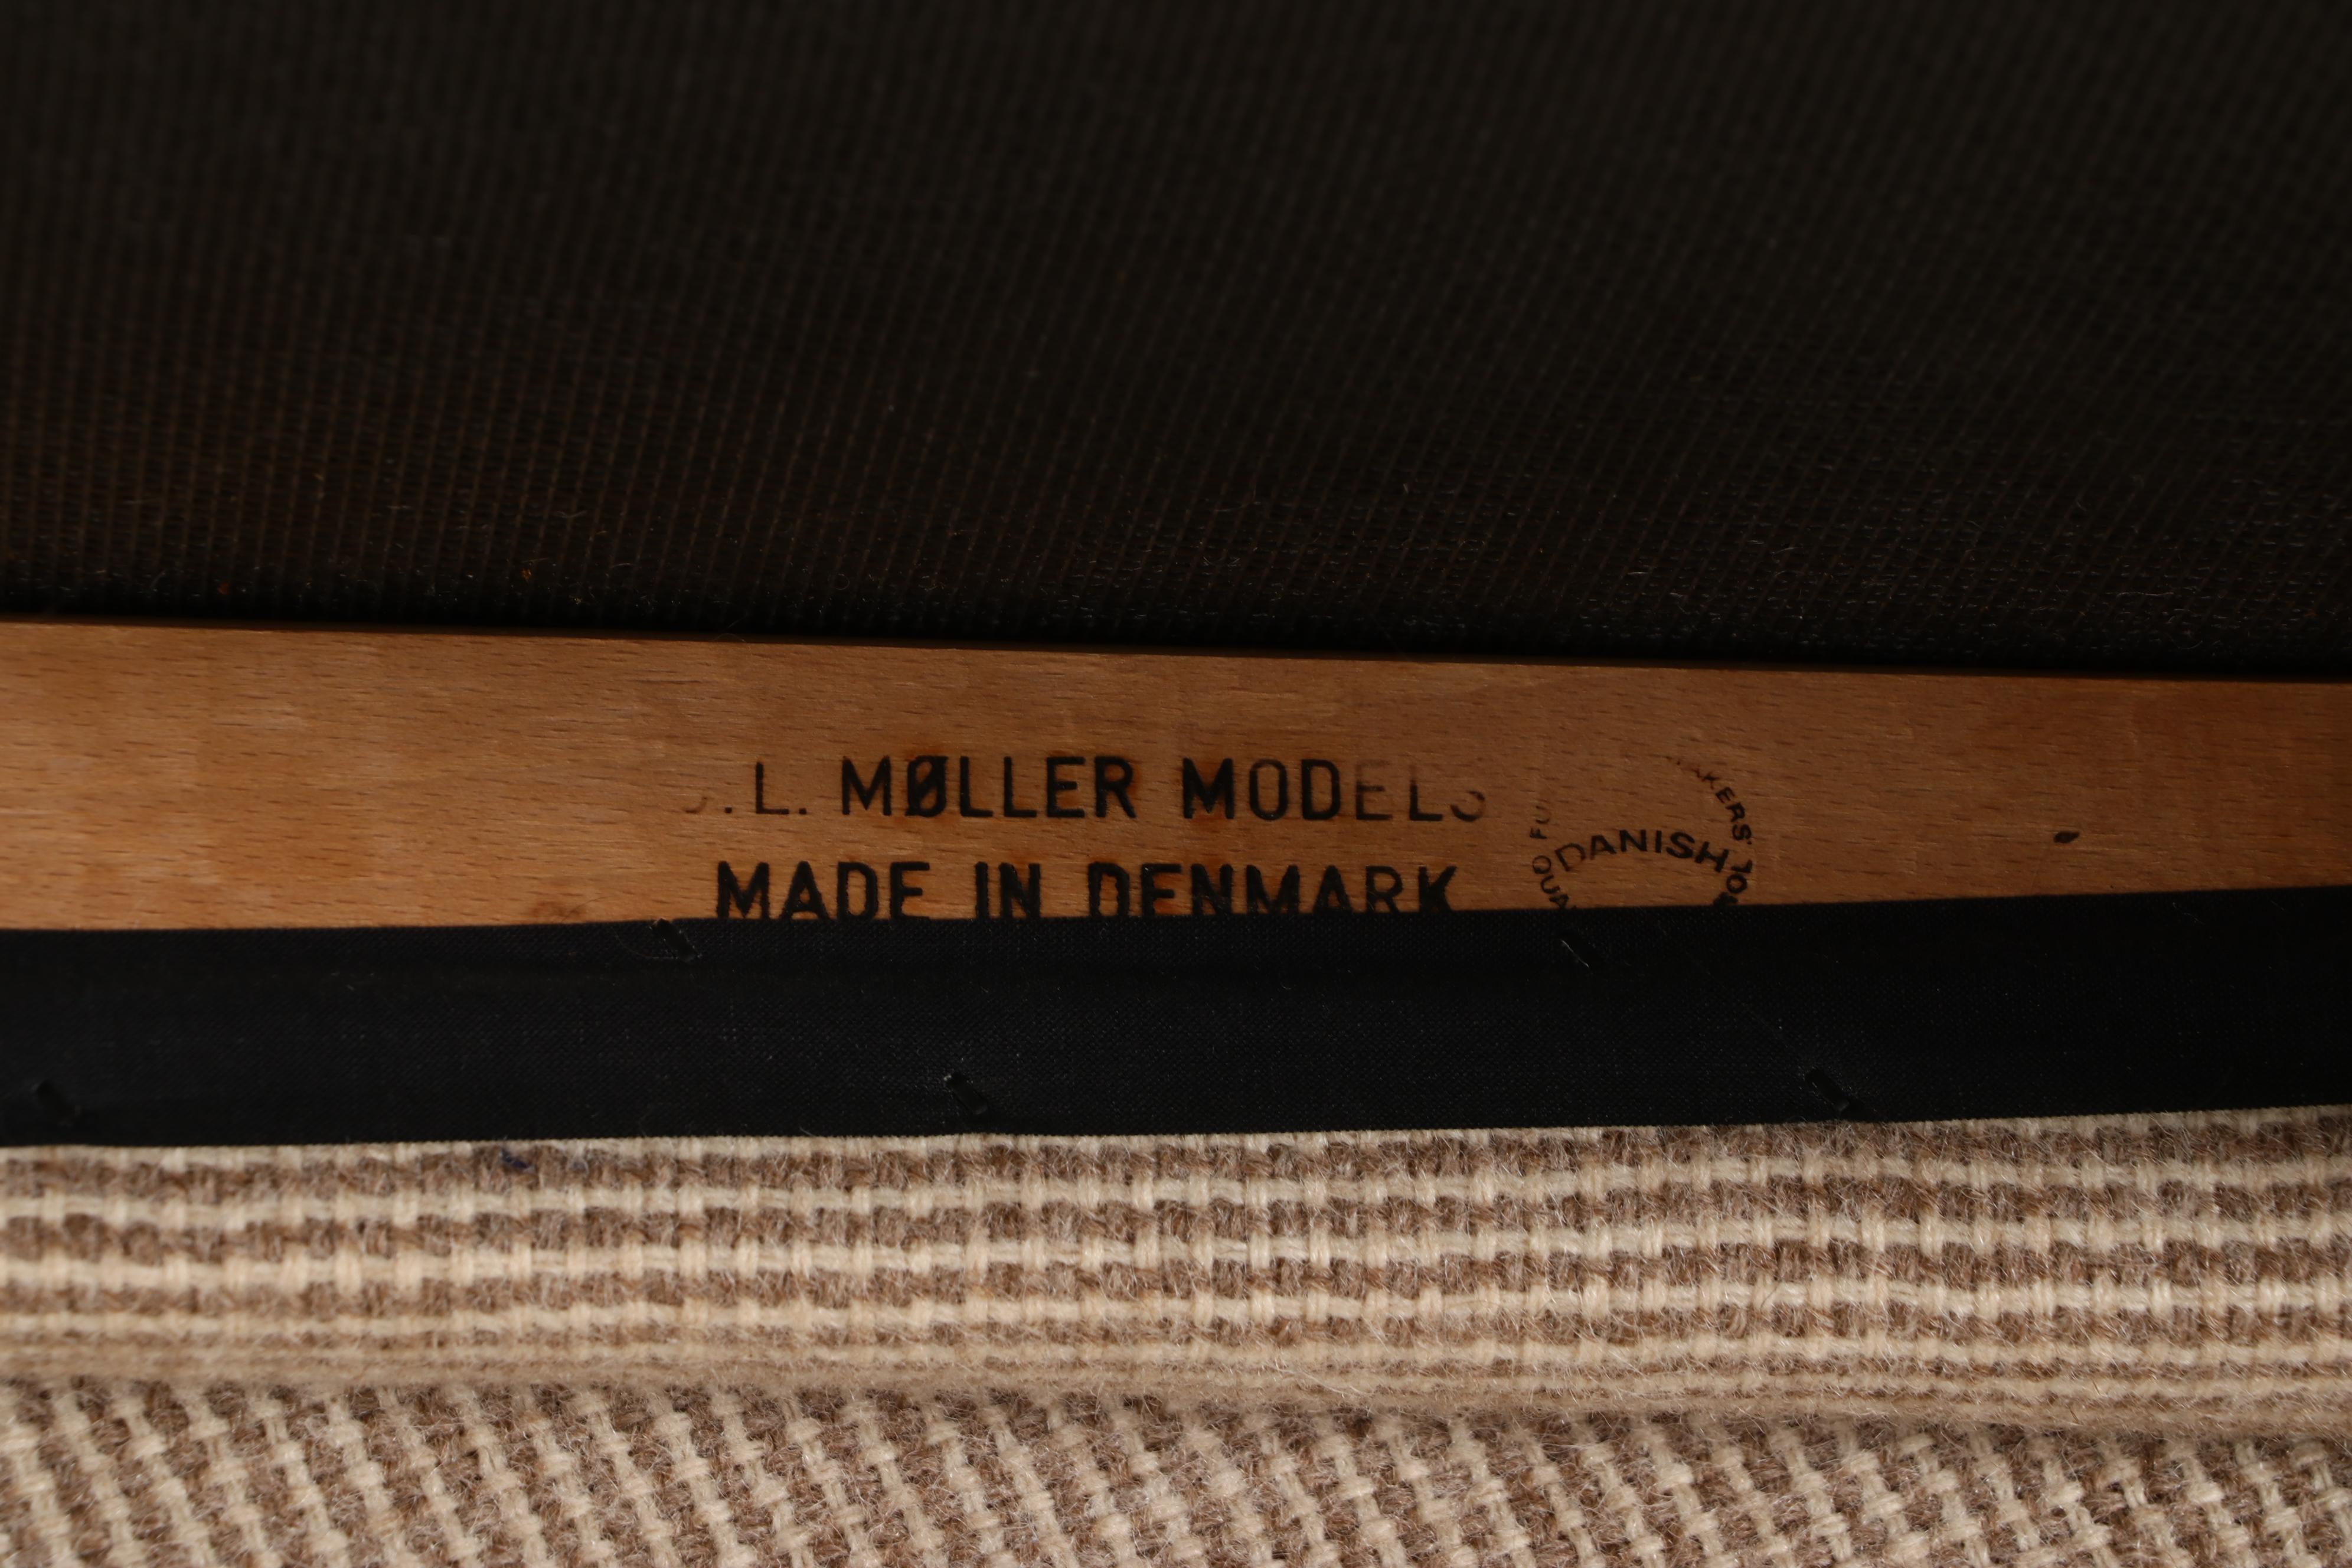 J.L. MØLLER MODELS
MADE IN DENMARK
DANISH